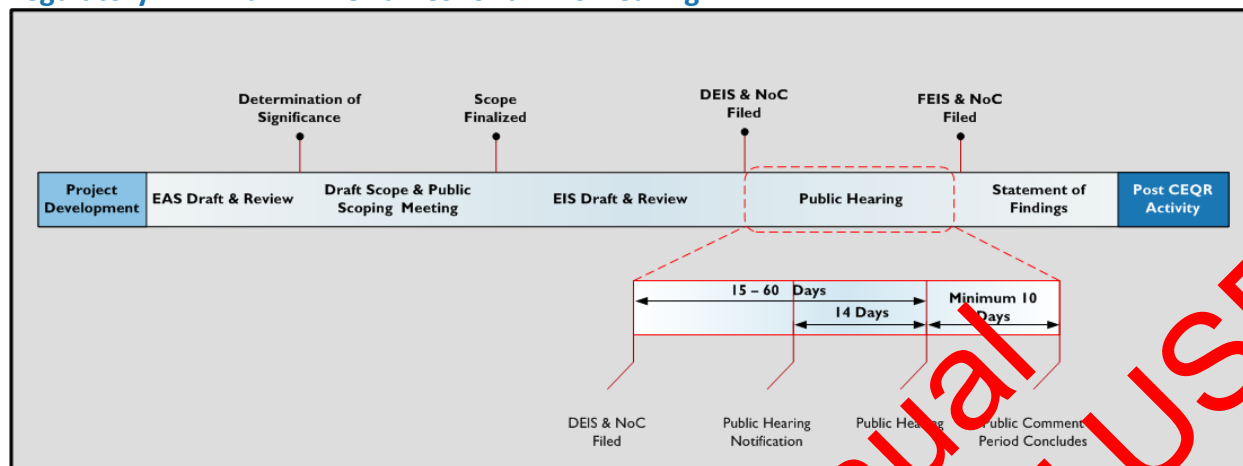 Determination of
Significance
Scope
Finalized
DEIS & NoC
Filed
FEIS & NoC
Filed
Project
Development
EAS Draft & Review
Draft Scope & Public
Scoping Meeting
EIS Draft & Review
Public Hearing
Statement of
Findings
Post CEQR
Activity
15 – 60 Days
14 Days
Minimum 10
Days
DEIS & NoC
Filed
Public Hearing
Notification
Public Hearing
Public Comment
Period Concludes